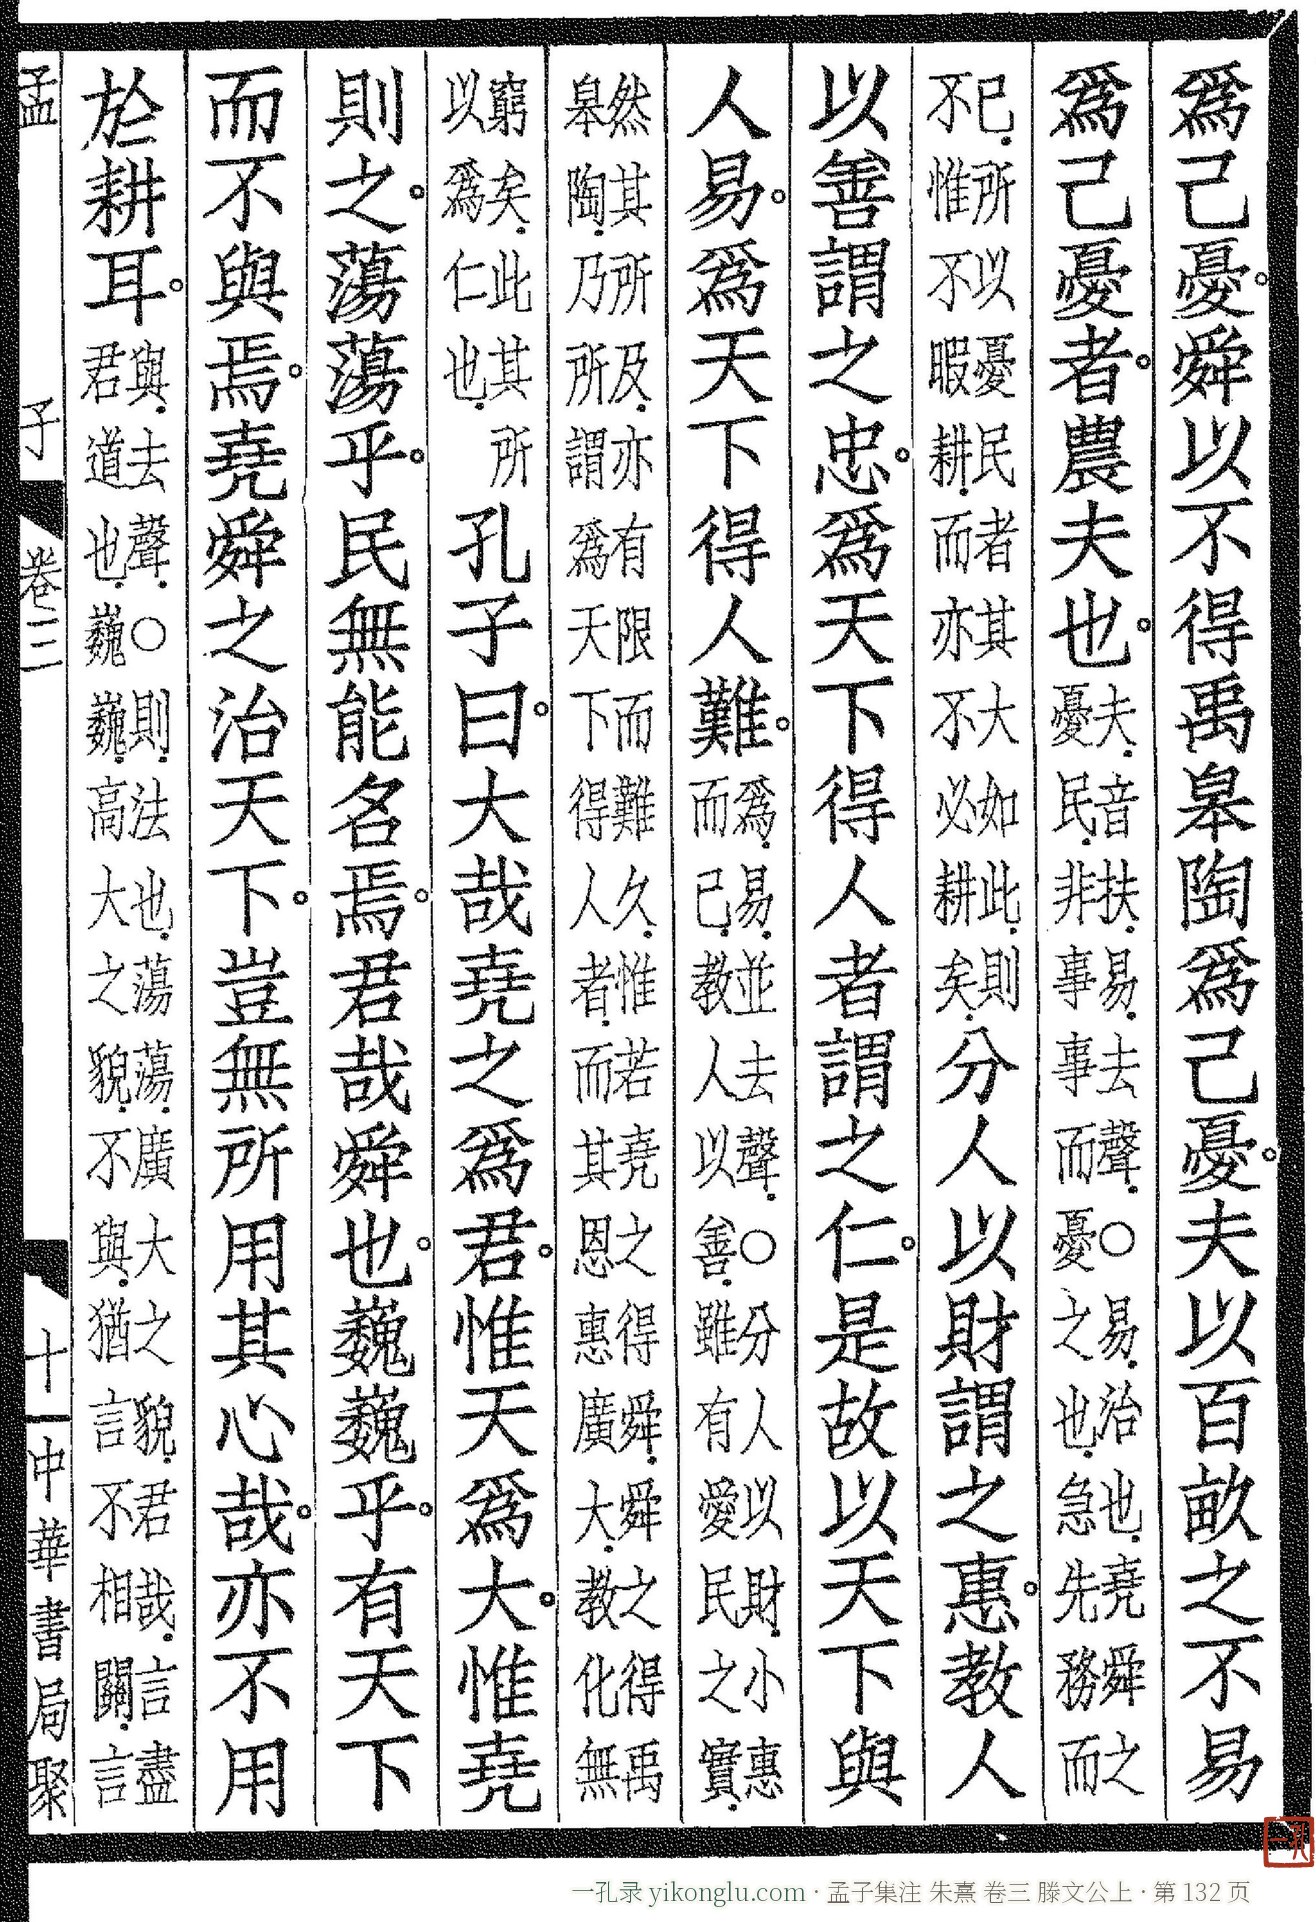 爲己憂。舜以不得禹皋陶爲己憂。夫以百畝之不易
爲己憂者。農夫也。夫.音扶.易.去聲.○易.治也.堯舜之憂民.非事事而憂之也.急先務而
已.所以憂民者其大如此.則不惟不暇耕.而亦不必耕矣.分人以財謂之惠。教人
以善謂之忠。爲天下得人者謂之仁。是故以天下與
人易。爲天下得人難。爲.易.並去聲.○分人以財.小惠而已.教人以善.雖有愛民之實.
然其所及.亦有限而難久.惟若堯之得舜.舜之得禹皋陶.乃所謂爲天下得人者.而其恩惠廣大.教化無
窮矣.此其所以爲仁也.孔子曰。大哉堯之爲君。惟天爲大。惟堯
則之。蕩蕩乎。民無能名焉。君哉舜也。巍巍乎。有天下
而不與焉。堯舜之治天下。豈無所用其心哉。亦不用
於耕耳。與.去聲.○則.法也.蕩蕩.廣大之貌.君哉.言盡君道也.巍巍.高大之貌.不與.猶言不相關.言
孟子 卷三 十一 中華書局聚
一孔录 yikonglu.com · 孟子集注 朱熹 卷三 滕文公上 · 第 132 页